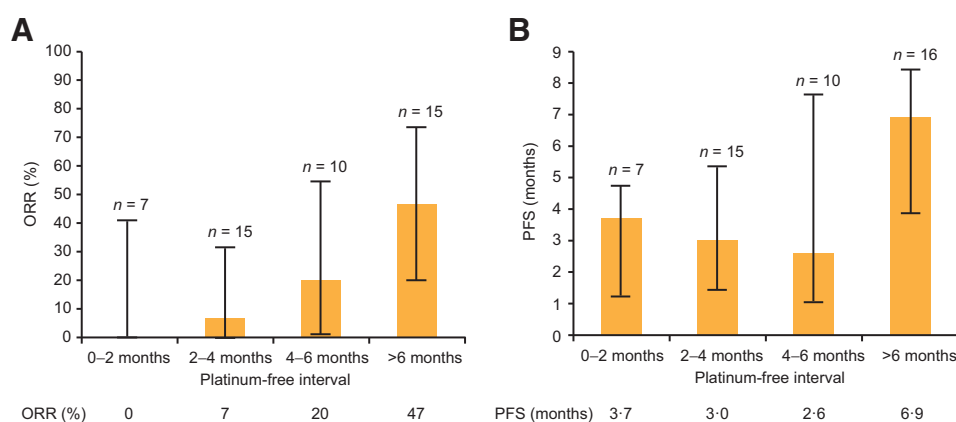 A
ORR (%)
100
90
80
70
60
50
40
30
20
10
0
n = 7
n = 15
n = 10
n = 15
0–2 months 2–4 months 4–6 months >6 months
Platinum-free interval
ORR (%) 0 7 20 47
B
PFS (months)
9
8
7
6
5
4
3
2
1
0
n = 7
n = 15
n = 10
n = 16
0–2 months 2–4 months 4–6 months >6 months
Platinum-free interval
PFS (months) 3·7 3·0 2·6 6·9